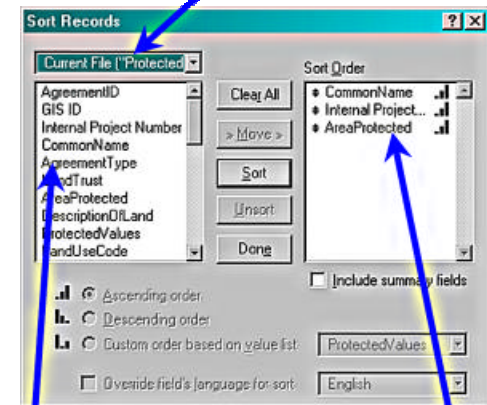 Sort Records
Current File ("Protected
Sort Order
AgreementID
GIS ID
Internal Project Number
CommonName
AgreementType
LandTrust
AreaProtected
DescriptionOfLand
ProtectedValues
LandUseCode
Clear All
» Move »
Sort
Unsort
Done
CommonName
Internal Project...
AreaProtected
Include summary fields
Ascending order
Descending order
Custom order based on value list
ProtectedValues
Override field's language for sort
English